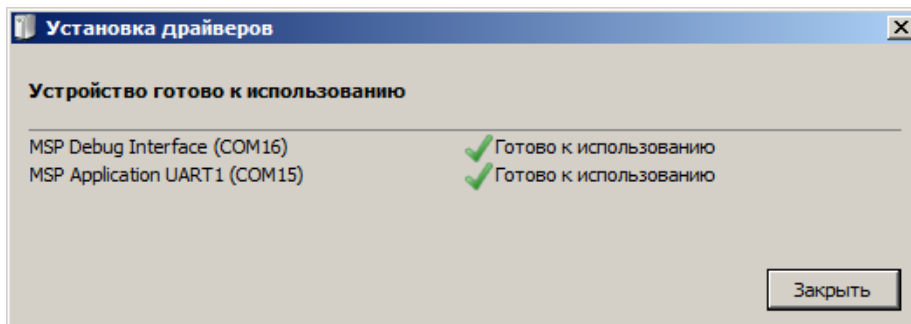 Установка драйверов
Устройство готово к использованию
MSP Debug Interface (COM16) Готово к использованию
MSP Application UART1 (COM15) Готово к использованию
Закрыть